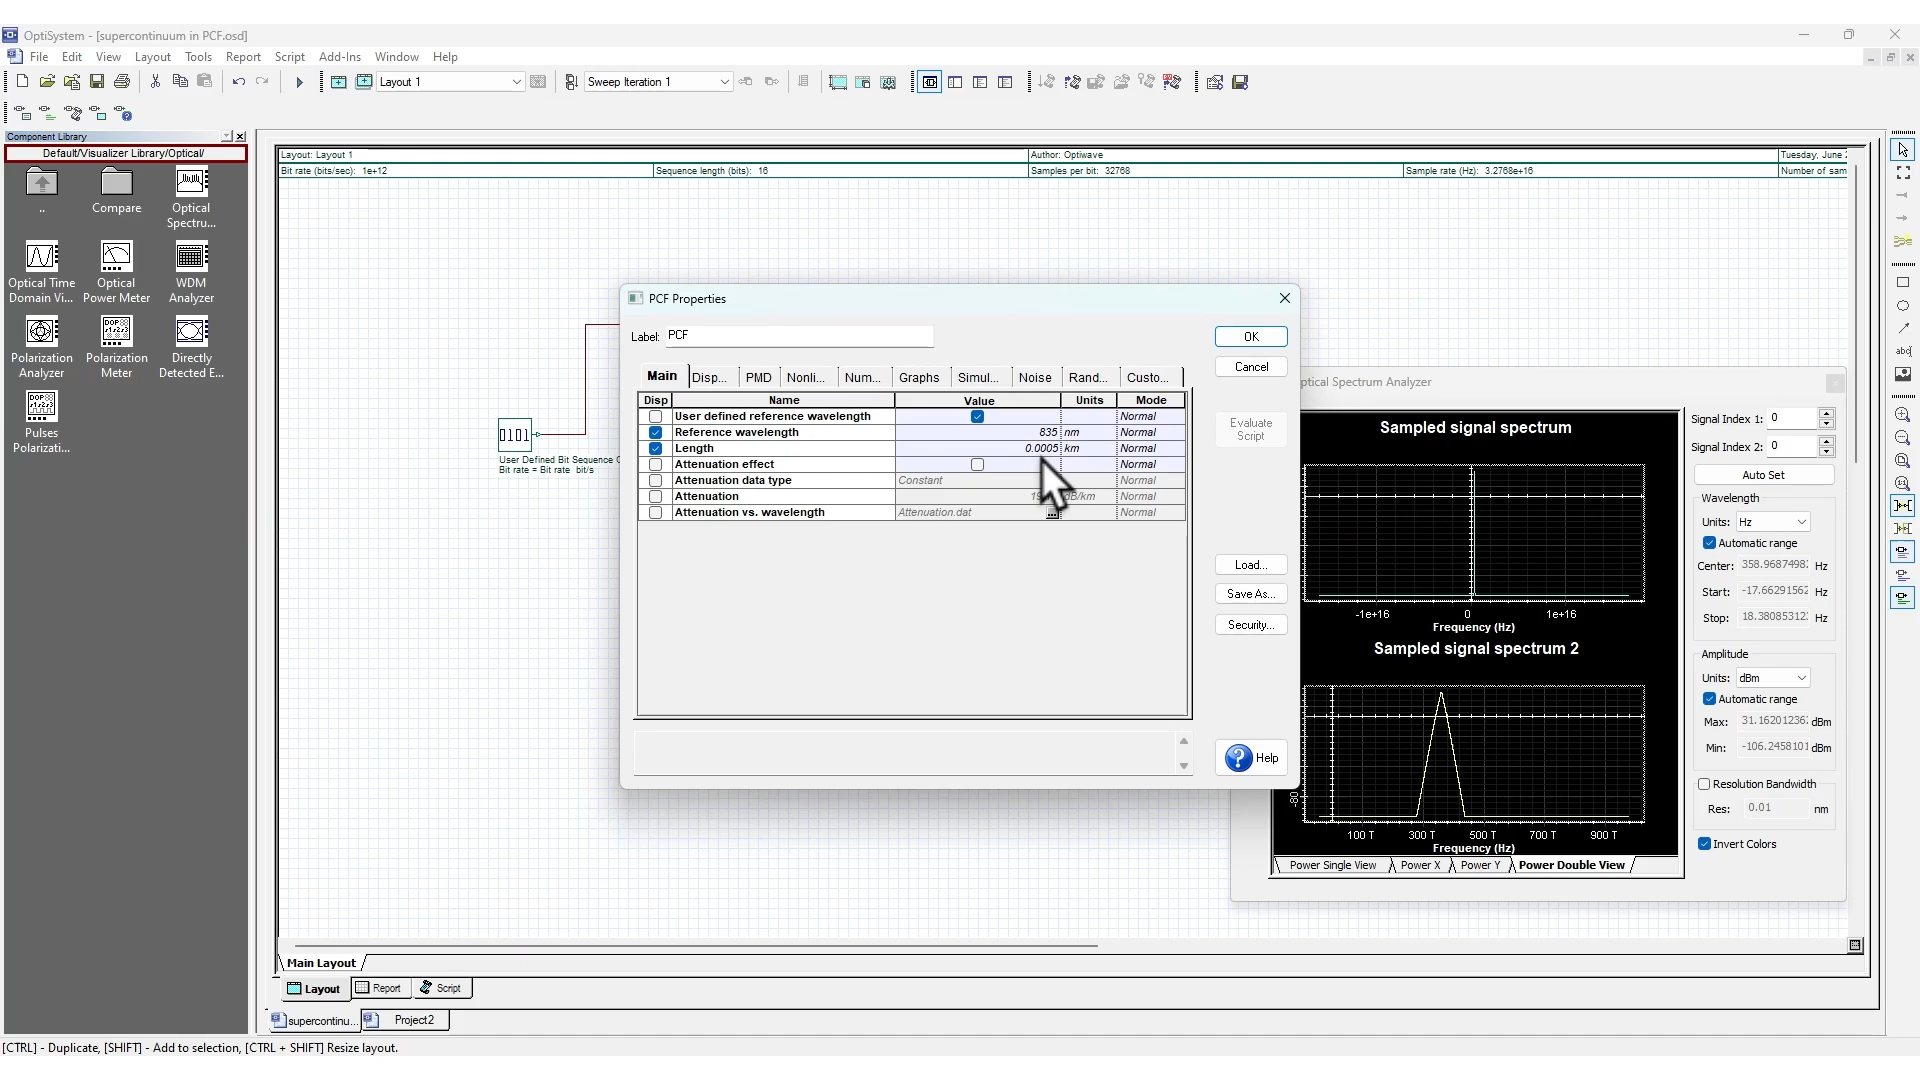 OptiSystem - [supercontinuum in PCF.osd]
File Edit View Layout Tools Report Script Add-Ins Window Help
Layout 1
Sweep Iteration 1
Component Library
Default/Visualizer Library/Optical/
.. Compare Optical Spectru...
Optical Time Domain Vi... Optical Power Meter WDM Analyzer
Polarization Analyzer Polarization Meter Directly Detected E...
Pulses Polarizati...
Layout: Layout 1
Author: Optiwave
Tuesday, June
Bit rate (bits/sec): 1e+12
Sequence length (bits): 16
Samples per bit: 32768
Sample rate (Hz): 3.2768e+16
Number of sam
0101
User Defined Bit Sequence
Bit rate = Bit rate bit/s
PCF Properties
Label: PCF
OK
Cancel
Evaluate Script
Load...
Save As...
Security...
Help
Main Disp... PMD Nonli... Num... Graphs Simul... Noise Rand... Custo...
Disp Name Value Units Mode
User defined reference wavelength Normal
Reference wavelength 835 nm Normal
Length 0.0005 km Normal
Attenuation effect Normal
Attenuation data type Constant Normal
Attenuation dB/km Normal
Attenuation vs. wavelength Attenuation.dat ... Normal
ptical Spectrum Analyzer
Sampled signal spectrum
-1e+16 0 1e+16
Frequency (Hz)
Sampled signal spectrum 2
-80
100 T 300 T 500 T 700 T 900 T
Frequency (Hz)
Power Single View Power X Power Y Power Double View
Signal Index 1: 0
Signal Index 2: 0
Auto Set
Wavelength
Units: Hz
Automatic range
Center: 358.9687498 Hz
Start: -17.6629156 Hz
Stop: 18.3808531 Hz
Amplitude
Units: dBm
Automatic range
Max: 31.16201236 dBm
Min: -106.2458101 dBm
Resolution Bandwidth
Res: 0.01 nm
Invert Colors
Main Layout
Layout Report Script
supercontinu... Project2
[CTRL] - Duplicate, [SHIFT] - Add to selection, [CTRL + SHIFT] Resize layout.